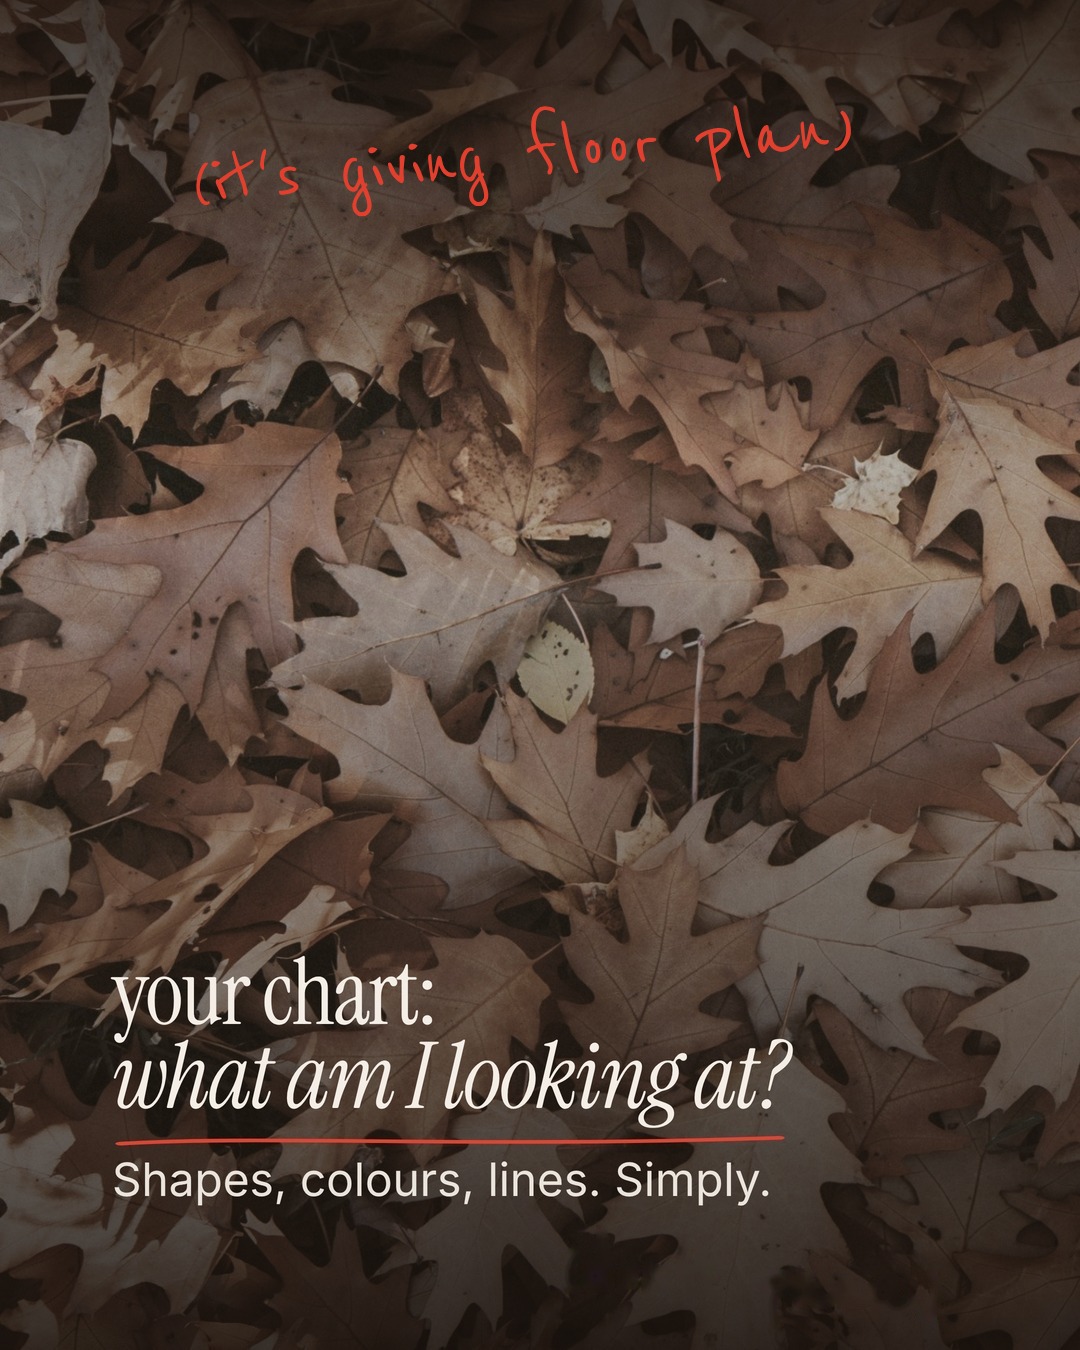 (it's giving floor plan)
your chart:
what am I looking at?
Shapes, colours, lines. Simply.